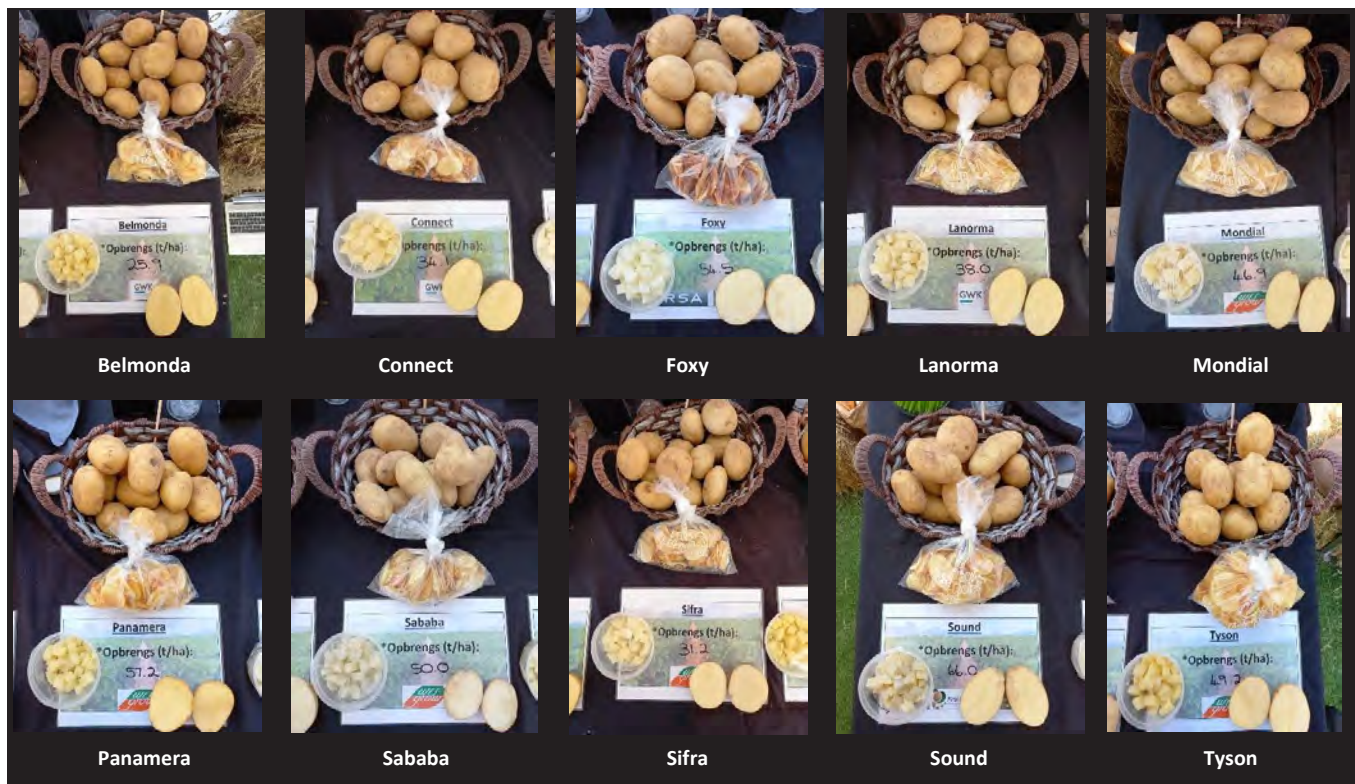 Belmonda
*Opbrengs (t/ha):
25.9
GWK
Connect
Opbrengs (t/ha):
34.1
GWK
Foxy
*Opbrengs (t/ha):
54.5
RSA
Lanorma
*Opbrengs (t/ha):
38.0
GWK
Mondial
*Opbrengs (t/ha):
46.9
Belmonda
Connect
Foxy
Lanorma
Mondial
Panamera
*Opbrengs (t/ha):
57.2
Sababa
*Opbrengs (t/ha):
50.0
Sifra
*Opbrengs (t/ha):
31.2
Sound
*Opbrengs (t/ha):
66.0
Tyson
*Opbrengs (t/ha):
49.2
Panamera
Sababa
Sifra
Sound
Tyson